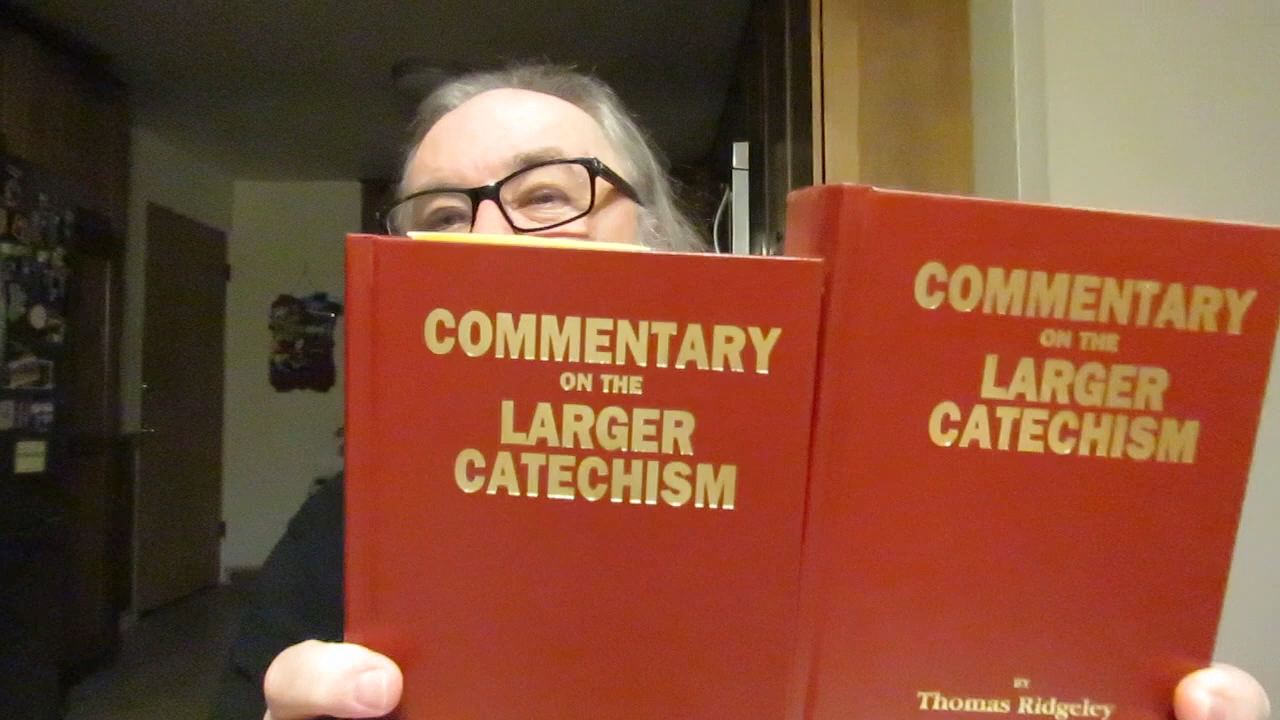 COMMENTARY
ON THE
LARGER
CATECHISM
COMMENTARY
ON THE
LARGER
CATECHISM
BY
Thomas Ridgeley